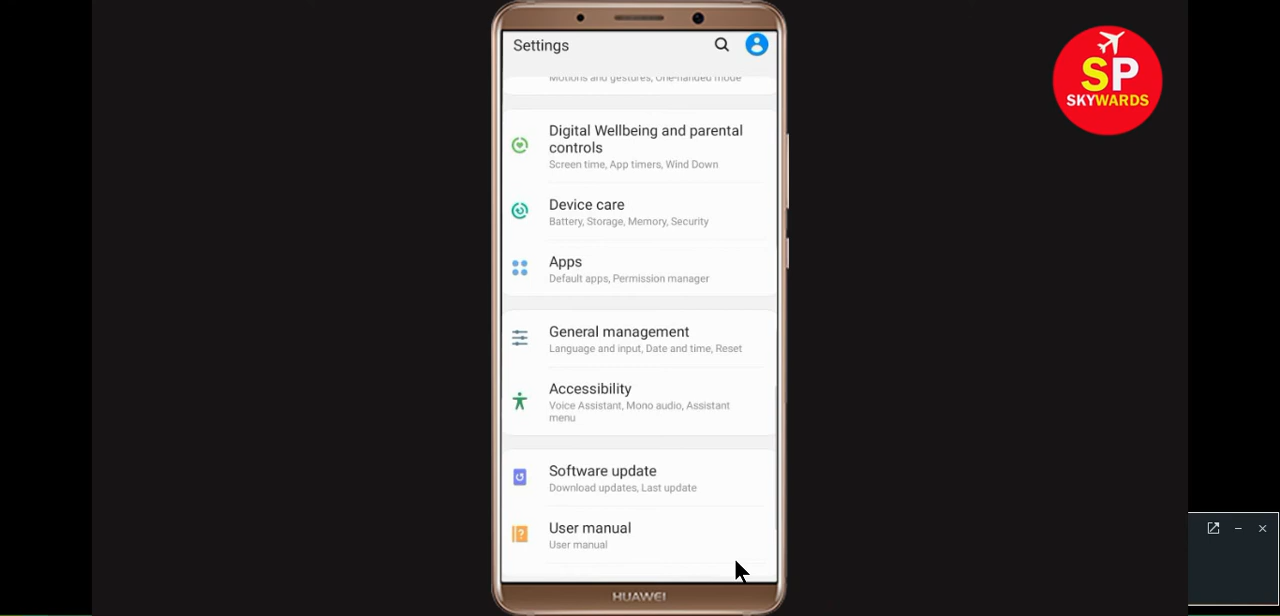 Settings
Motions and gestures, One-handed mode
Digital Wellbeing and parental
controls
Screen time, App timers, Wind Down
Device care
Battery, Storage, Memory, Security
Apps
Default apps, Permission manager
General management
Language and input, Date and time, Reset
Accessibility
Voice Assistant, Mono audio, Assistant
menu
Software update
Download updates, Last update
User manual
User manual
HUAWEI
SP
SKYWARDS